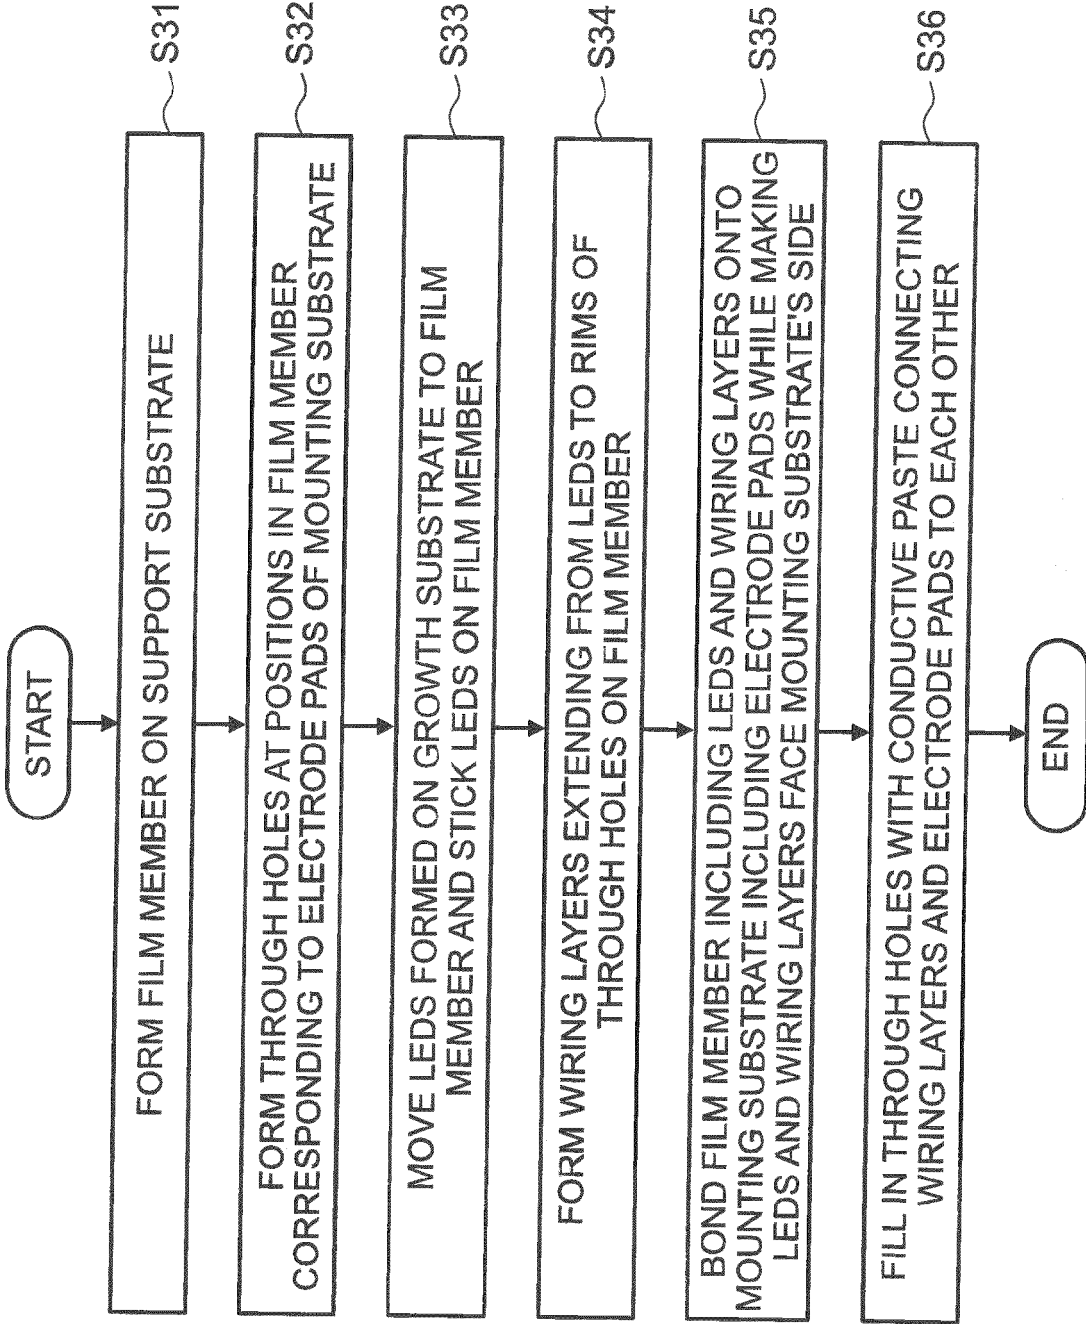 START
FORM FILM MEMBER ON SUPPORT SUBSTRATE
S31
FORM THROUGH HOLES AT POSITIONS IN FILM MEMBER
CORRESPONDING TO ELECTRODE PADS OF MOUNTING SUBSTRATE
S32
MOVE LEDS FORMED ON GROWTH SUBSTRATE TO FILM
MEMBER AND STICK LEDS ON FILM MEMBER
S33
FORM WIRING LAYERS EXTENDING FROM LEDS TO RIMS OF
THROUGH HOLES ON FILM MEMBER
S34
BOND FILM MEMBER INCLUDING LEDS AND WIRING LAYERS ONTO
MOUNTING SUBSTRATE INCLUDING ELECTRODE PADS WHILE MAKING
LEDS AND WIRING LAYERS FACE MOUNTING SUBSTRATE'S SIDE
S35
FILL IN THROUGH HOLES WITH CONDUCTIVE PASTE CONNECTING
WIRING LAYERS AND ELECTRODE PADS TO EACH OTHER
S36
END